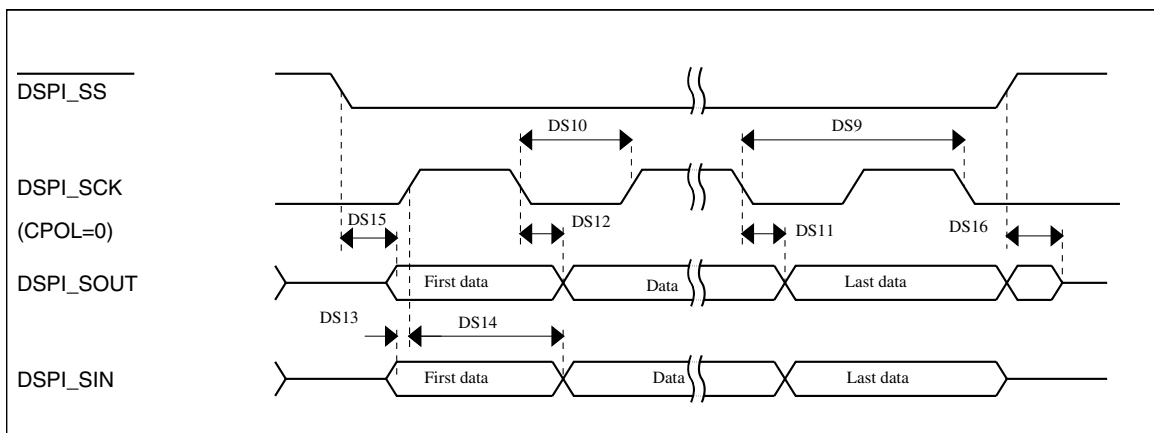 DSPI_SS
DS10
DS9
DSPI_SCK
(CPOL=0)
DS15
DS12
DS11
DS16
DSPI_SOUT
First data
Data
Last data
DS13
DS14
DSPI_SIN
First data
Data
Last data